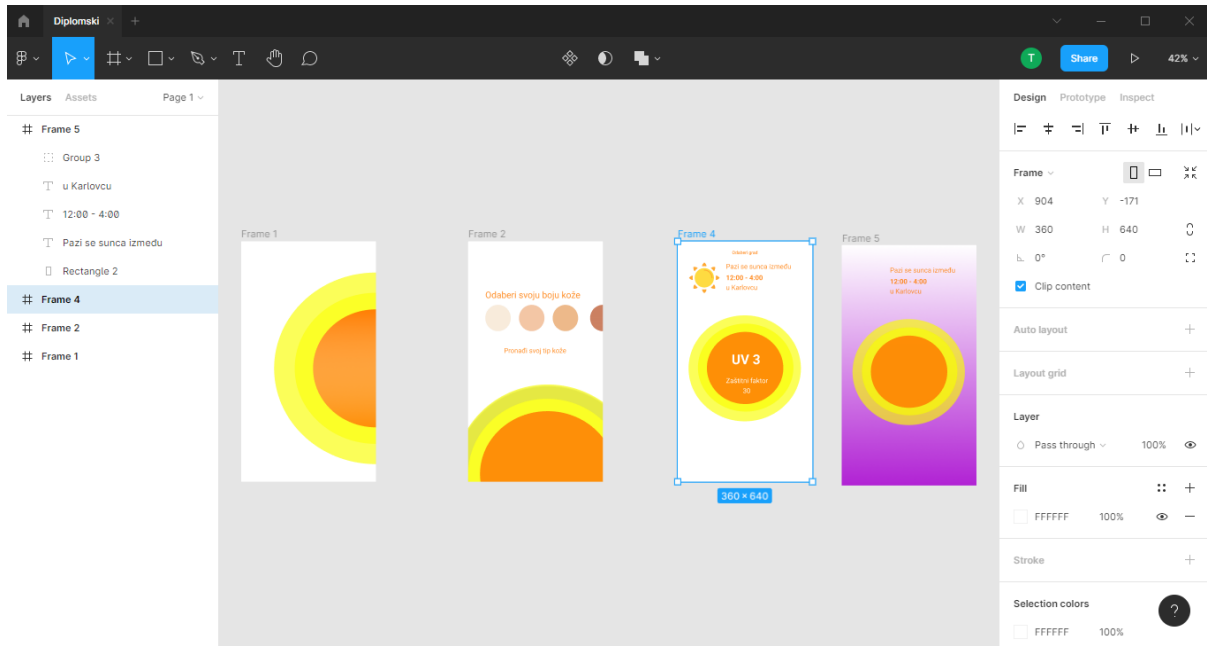 Diplomski
T
T
Share
42%
Layers
Assets
Page 1
Frame 5
Group 3
u Karlovcu
12:00 - 4:00
Pazi se sunca između
Rectangle 2
Frame 4
Frame 2
Frame 1
Frame 1
Frame 2
Odaberi svoju boju kože
Pronađi svoj tip kože
Frame 4
Odaberi grad
Pazi se sunca između
12:00 - 4:00
u Karlovcu
UV 3
Zaštitni faktor
30
360 × 640
Frame 5
Pazi se sunca između
12:00 - 4:00
u Karlovcu
Design
Prototype
Inspect
Frame
X 904 Y -171
W 360 H 640
0° 0
Clip content
Auto layout
Layout grid
Layer
Pass through 100%
Fill
FFFFFF 100%
Stroke
Selection colors
?
FFFFFF 100%